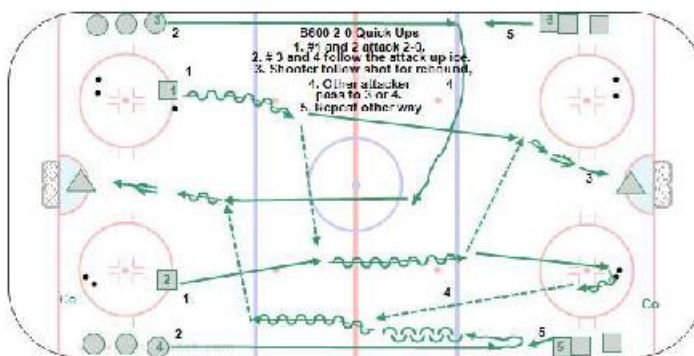 B600 2-0 Quick Ups
1. #1 and 2 attack 2-0.
2. # 3 and 4 follow the attack up ice.
3. Shooter follow shot for rebound,
4. Other attacker
pass to 3 or 4.
5. Repeat other way
3
2
5
6
1
4
1
4
3
2
1
4
Co
Co
2
4
5
5